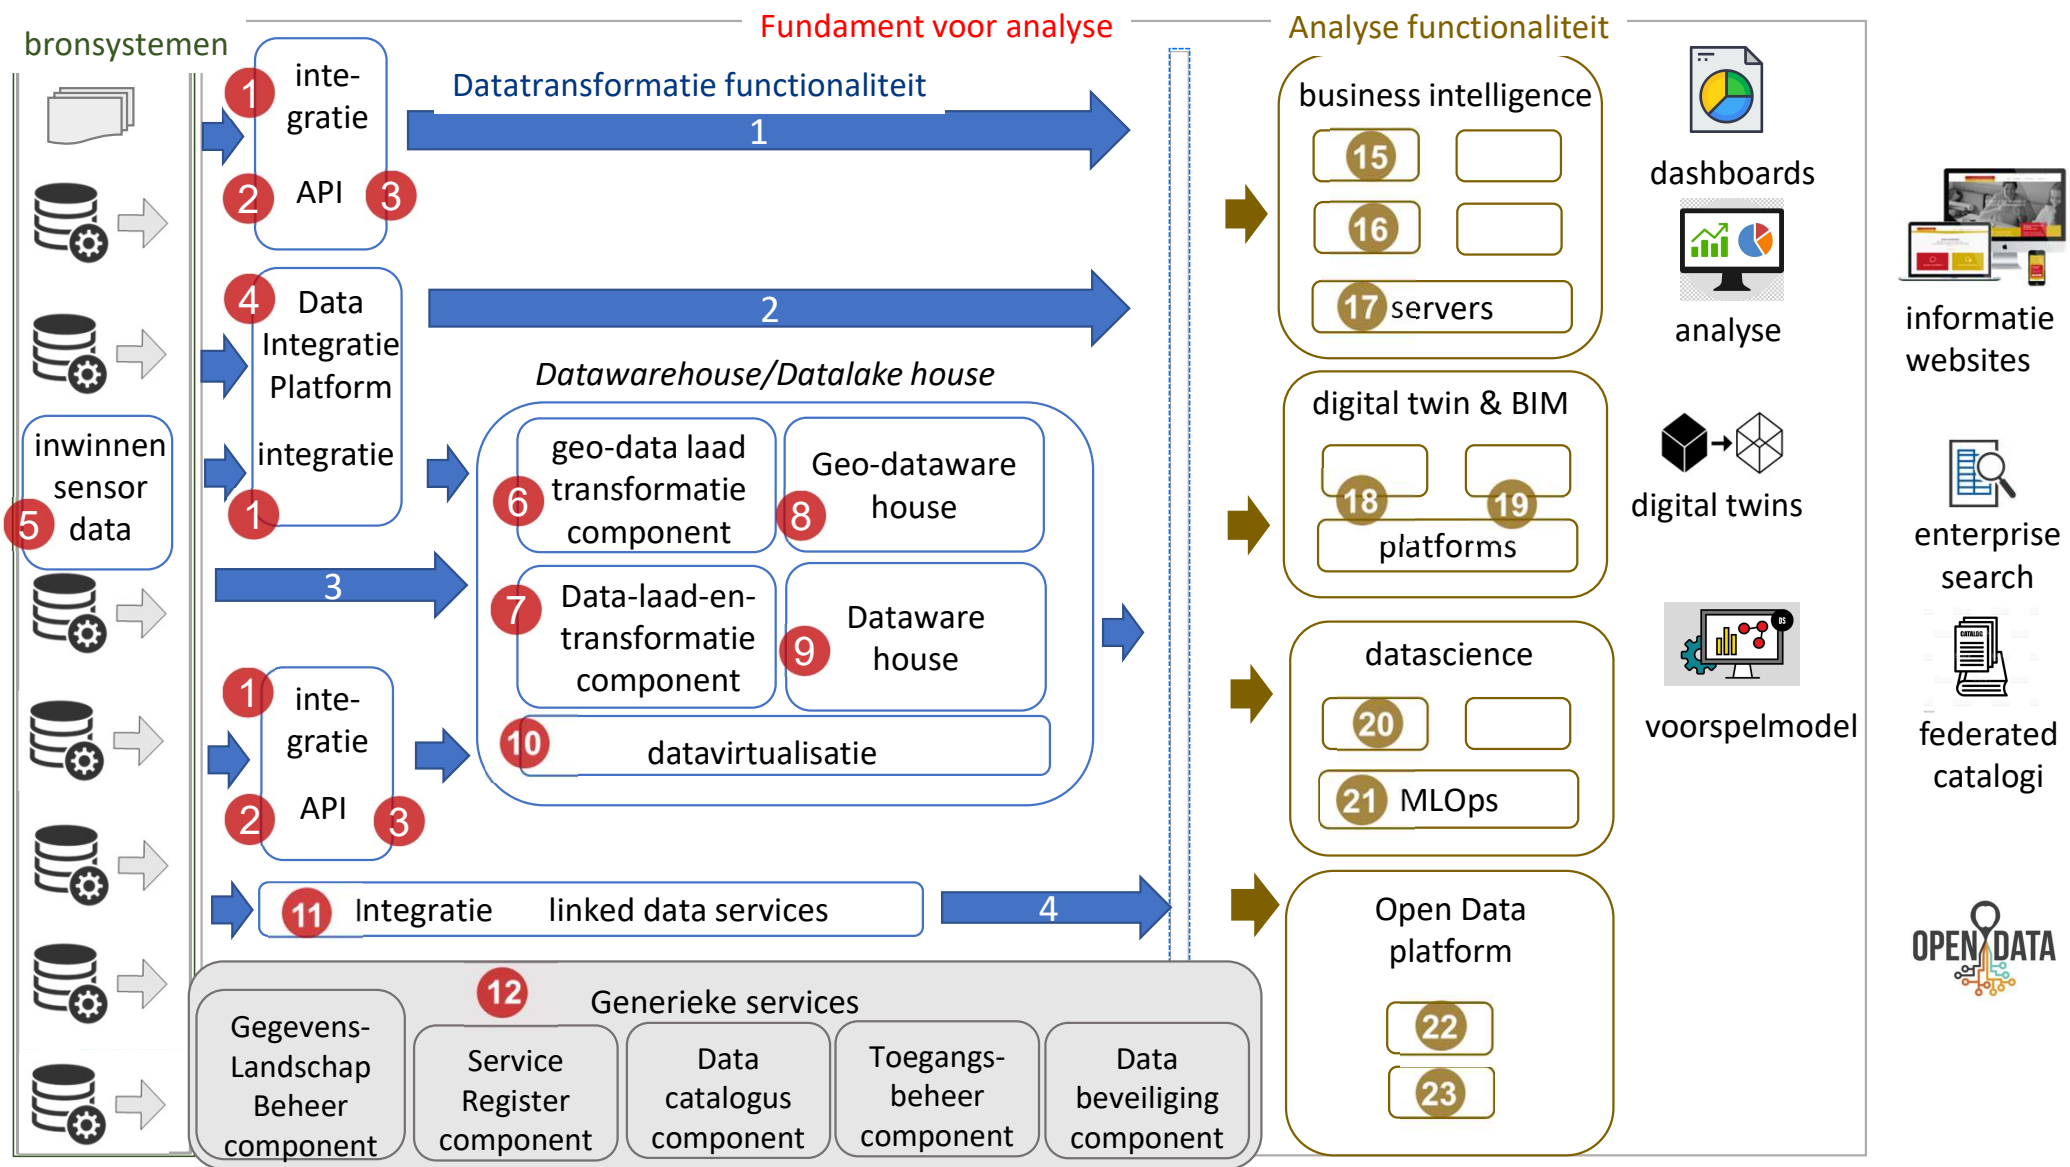 Fundament voor analyse
Analyse functionaliteit
bronsystemen
Datatransformatie functionaliteit
1
inte-
gratie
2
API
3
1
4
Data
Integratie
Platform
integratie
1
2
Datawarehouse/Datalake house
inwinnen
sensor
data
5
geo-data laad
transformatie
component
6
Geo-dataware
house
8
3
7
Data-laad-en-
transformatie
component
Dataware
house
9
10
datavirtualisatie
1
inte-
gratie
2
API
3
11
Integratie
linked data services
4
12
Generieke services
Gegevens-
Landschap
Beheer
component
Service
Register
component
Data
catalogus
component
Toegangs-
beheer
component
Data
beveiliging
component
business intelligence
15
16
17
servers
digital twin & BIM
18
19
platforms
datascience
20
21
MLOps
Open Data
platform
22
23
dashboards
analyse
digital twins
DS
voorspelmodel
informatie
websites
enterprise
search
CATALOG
federated
catalogi
OPEN DATA